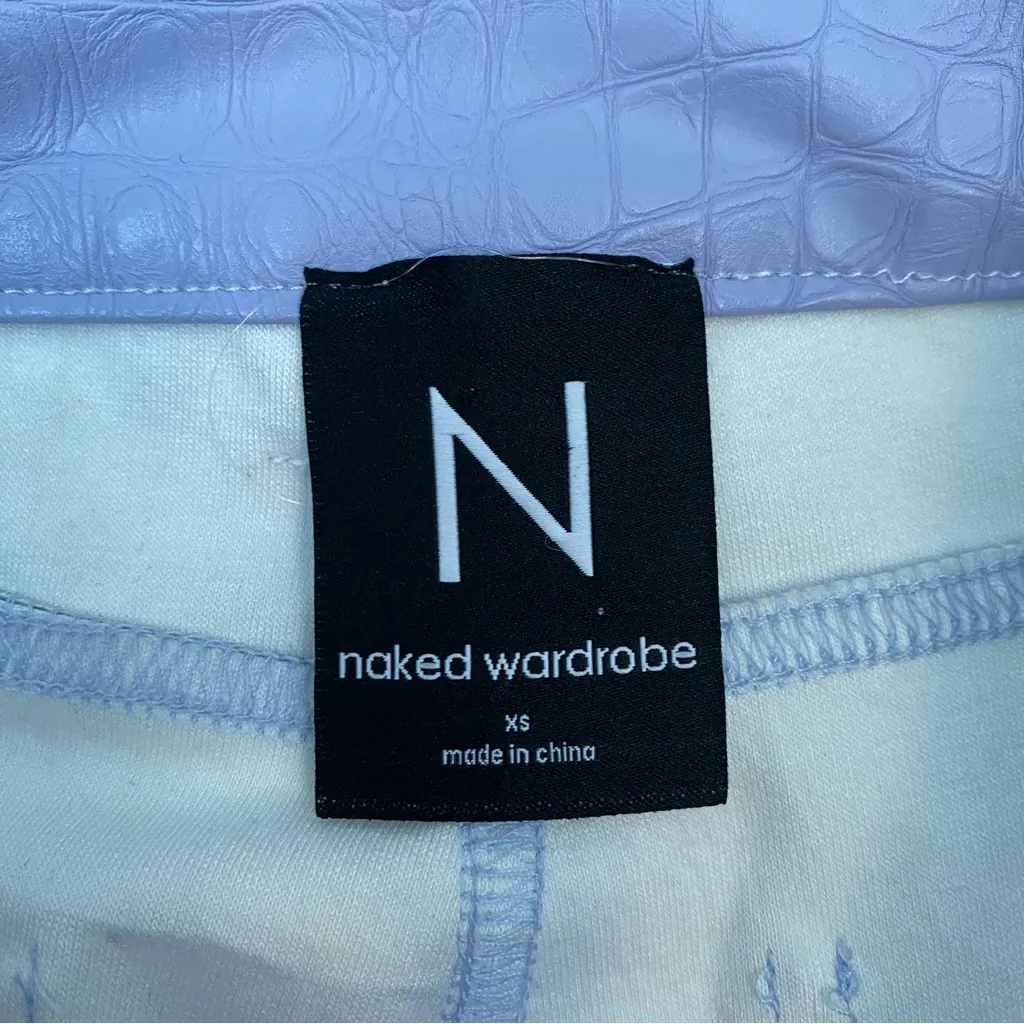 N
naked wardrobe
xs
made in china